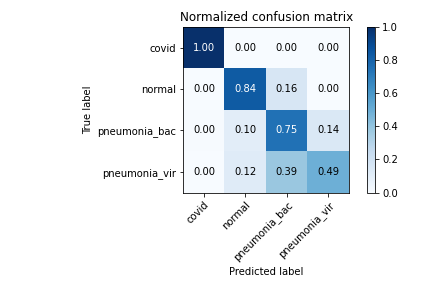 Normalized confusion matrix
True label
covid 1.00 0.00 0.00 0.00
normal 0.00 0.84 0.16 0.00
pneumonia_bac 0.00 0.10 0.75 0.14
pneumonia_vir 0.00 0.12 0.39 0.49
covid normal pneumonia_bac pneumonia_vir
Predicted label
1.0
0.8
0.6
0.4
0.2
0.0